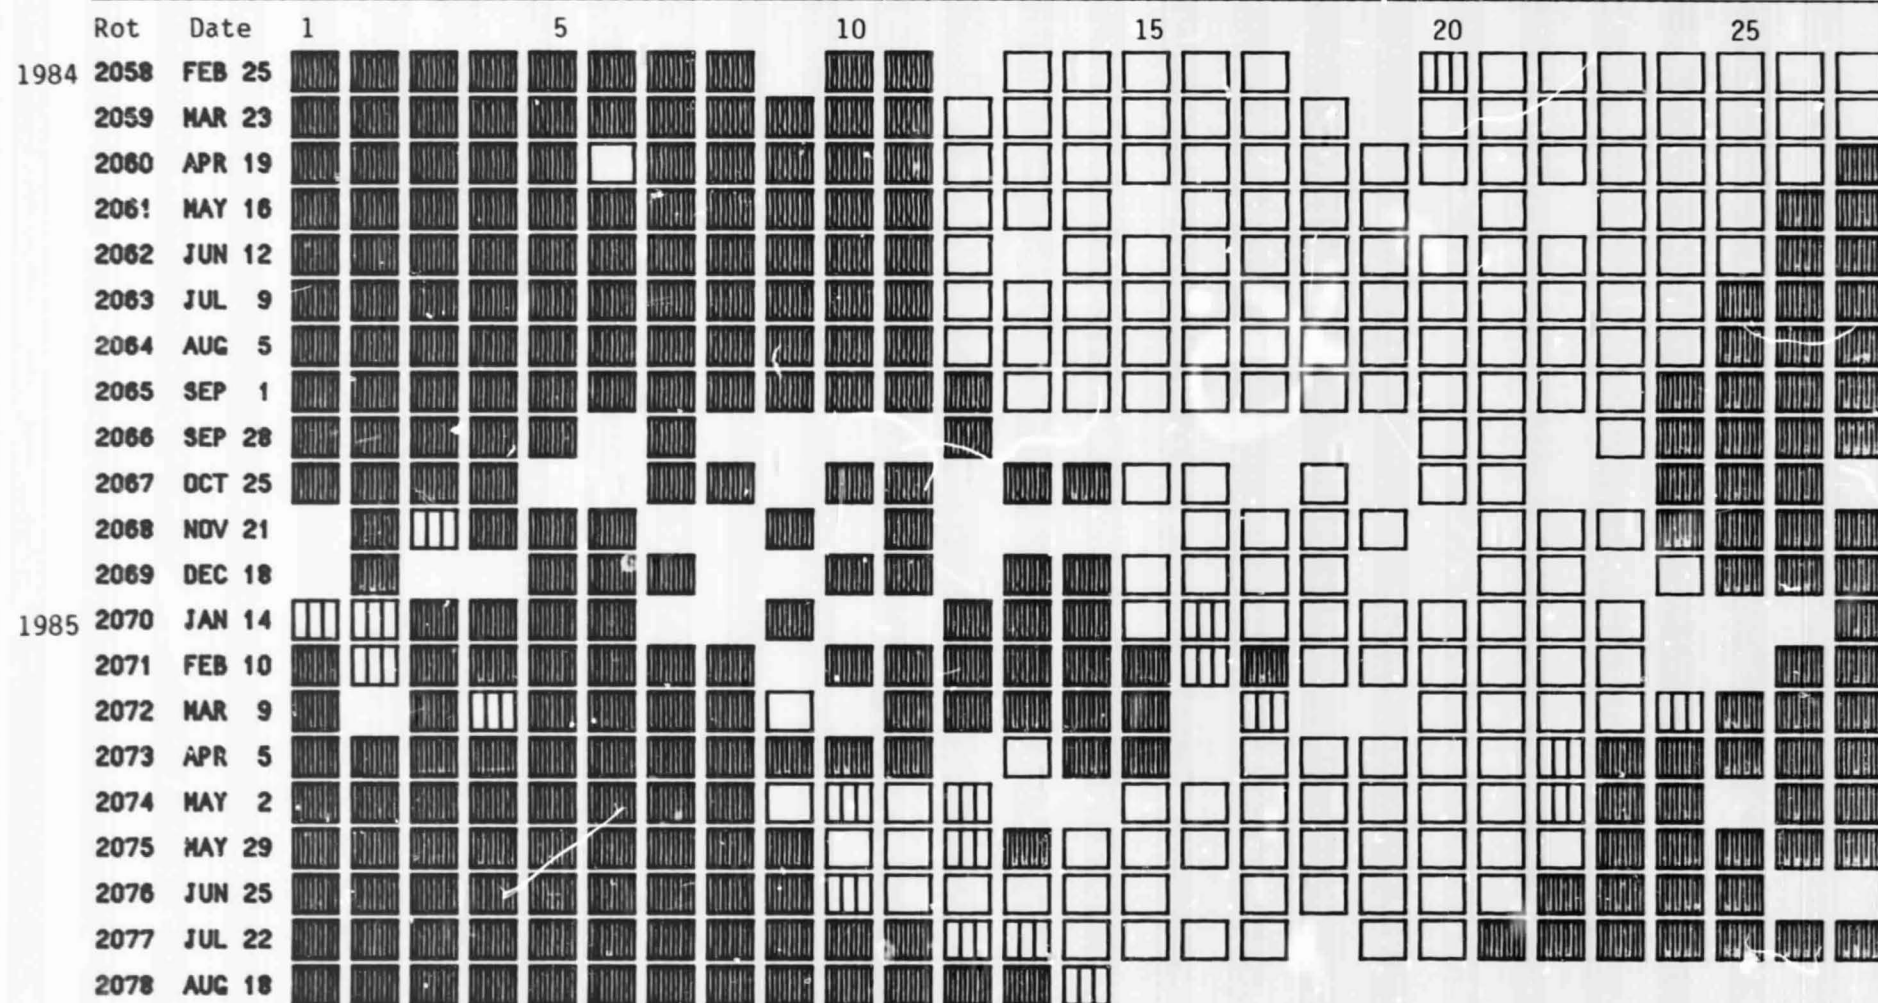 Rot Date 1 5 10 15 20 25
1984 2058 FEB 25
2059 MAR 23
2060 APR 19
2061 MAY 16
2062 JUN 12
2063 JUL 9
2064 AUG 5
2065 SEP 1
2066 SEP 28
2067 OCT 25
2068 NOV 21
2069 DEC 18
1985 2070 JAN 14
2071 FEB 10
2072 MAR 9
2073 APR 5
2074 MAY 2
2075 MAY 29
2076 JUN 25
2077 JUL 22
2078 AUG 18